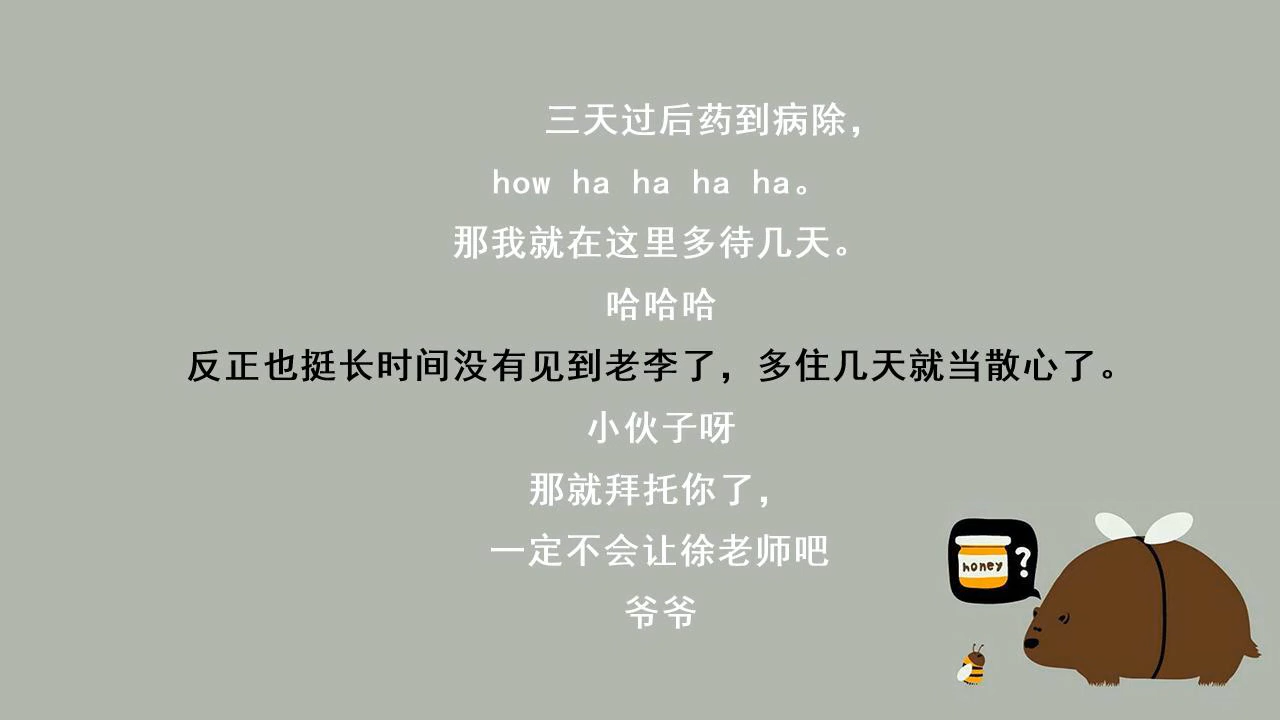 三天过后药到病除，
how ha ha ha ha。
那我就在这里多待几天。
哈哈哈
反正也挺长时间没有见到老李了，多住几天就当散心了。
小伙子呀
那就拜托你了，
一定不会让徐老师吧
爷爷
honey
?